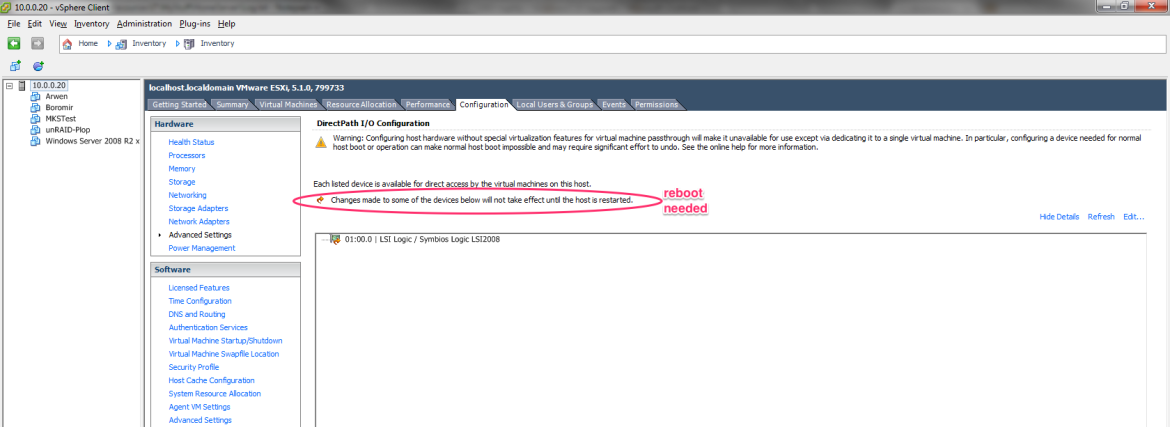 10.0.0.20 - vSphere Client
File Edit View Inventory Administration Plug-ins Help
Home Inventory Inventory
10.0.0.20
Arwen
Boromir
MKSTest
unRAID-Plop
Windows Server 2008 R2 x
localhost.localdomain VMware ESXi, 5.1.0, 799733
Getting Started Summary Virtual Machines Resource Allocation Performance Configuration Local Users & Groups Events Permissions
Hardware
Health Status
Processors
Memory
Storage
Networking
Storage Adapters
Network Adapters
Advanced Settings
Power Management
Software
Licensed Features
Time Configuration
DNS and Routing
Authentication Services
Virtual Machine Startup/Shutdown
Virtual Machine Swapfile Location
Security Profile
Host Cache Configuration
System Resource Allocation
Agent VM Settings
Advanced Settings
DirectPath I/O Configuration
Warning: Configuring host hardware without special virtualization features for virtual machine passthrough will make it unavailable for use except via dedicating it to a single virtual machine. In particular, configuring a device needed for normal
host boot or operation can make normal host boot impossible and may require significant effort to undo. See the online help for more information.
Each listed device is available for direct access by the virtual machines on this host.
Changes made to some of the devices below will not take effect until the host is restarted.
reboot
needed
Hide Details Refresh Edit...
01:00.0 | LSI Logic / Symbios Logic LSI2008